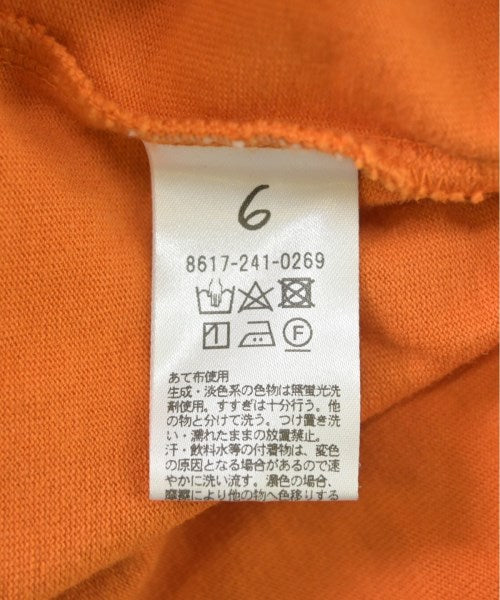 6
8617-241-0269
F
あて布使用
生成・淡色系の色物は無蛍光洗
剤使用。すすぎは十分行う。他
の物と分けて洗う。つけ置き洗
い・濡れたままの放置禁止。
汗・飲料水等の付着物は、変色
の原因となる場合があるので速
やかに洗い流す。濃色の場合、
摩擦により他の物へ色移りする